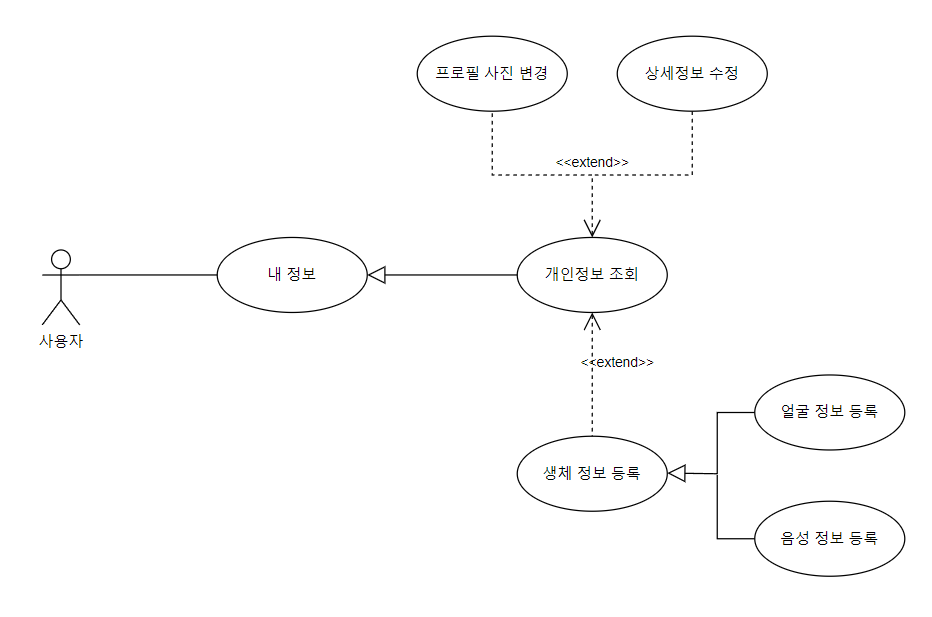 프로필 사진 변경
상세정보 수정
<<extend>>
내 정보
개인정보 조회
사용자
<<extend>>
얼굴 정보 등록
생체 정보 등록
음성 정보 등록